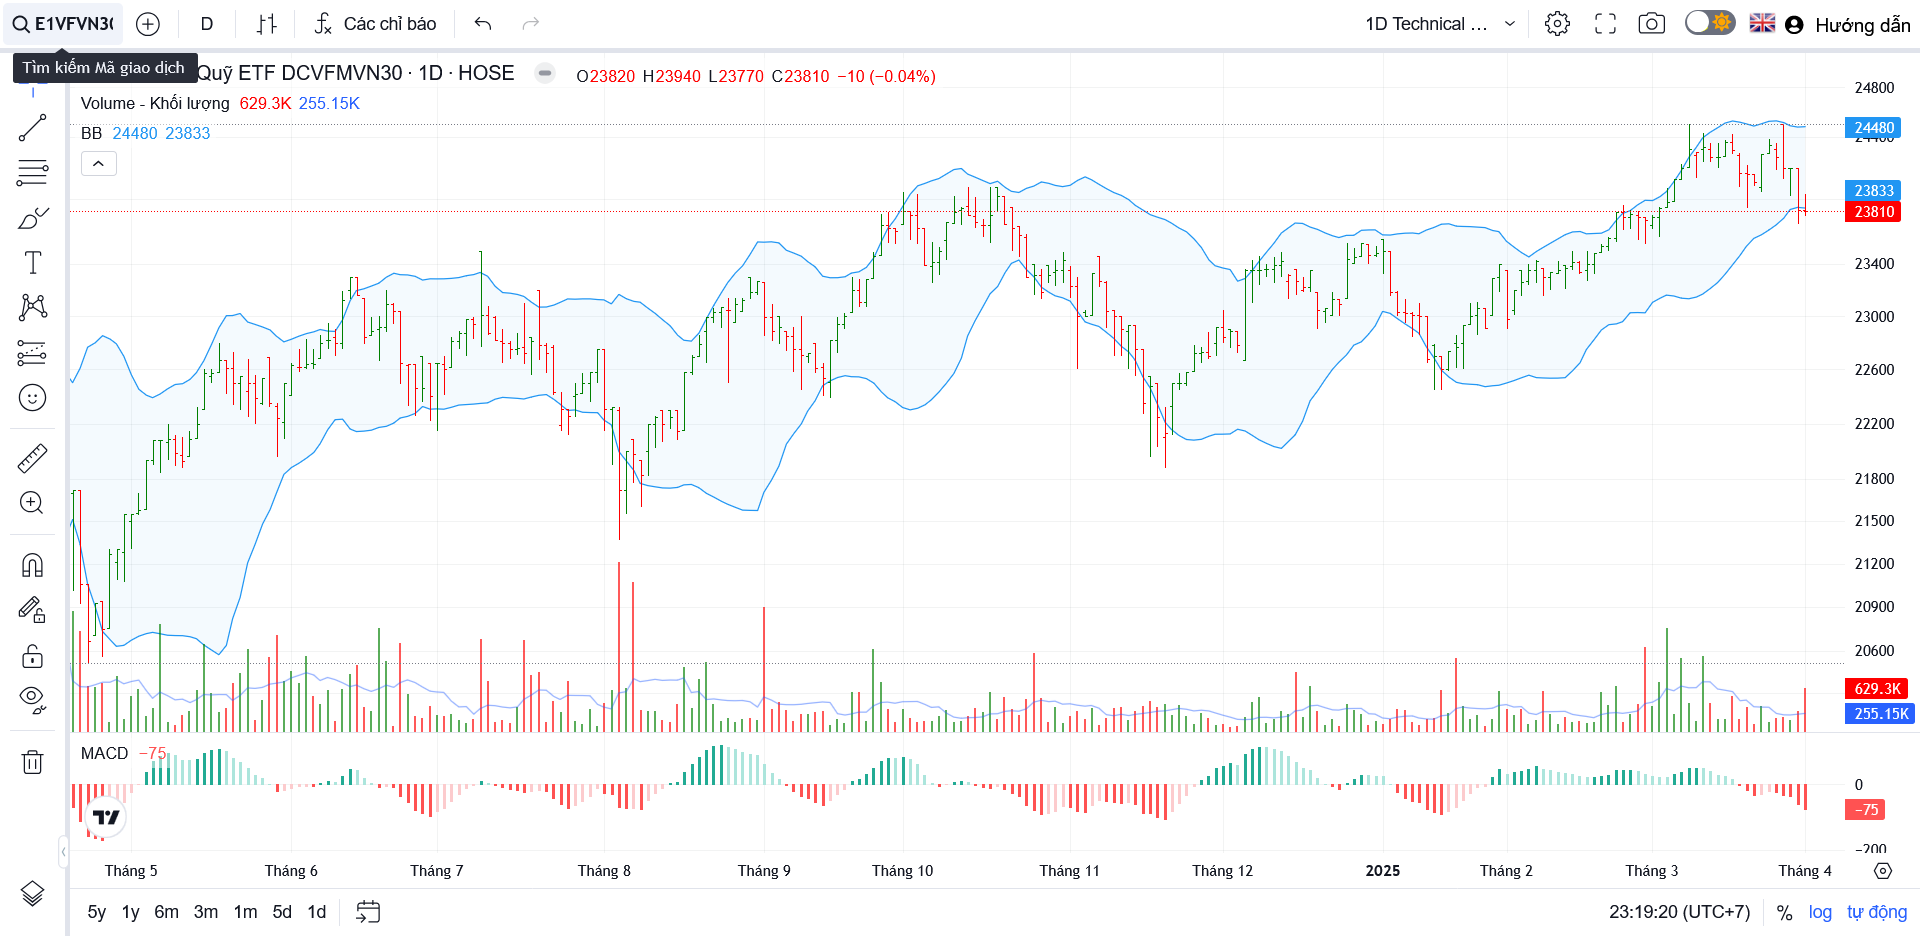 E1VFVN30
D
Các chỉ báo
1D Technical ...
Hướng dẫn
Tìm kiếm Mã giao dịch
Quỹ ETF DCVFMVN30 · 1D · HOSE
O23820 H23940 L23770 C23810 −10 (−0.04%)
Volume - Khối lượng 629.3K 255.15K
BB 24480 23833
24800
24480
24400
23833
23810
23400
23000
22600
22200
21800
21500
21200
20900
20600
629.3K
255.15K
MACD −75
0
−75
−200
Tháng 5 Tháng 6 Tháng 7 Tháng 8 Tháng 9 Tháng 10 Tháng 11 Tháng 12 2025 Tháng 2 Tháng 3 Tháng 4
5y 1y 6m 3m 1m 5d 1d
23:19:20 (UTC+7) % log tự động